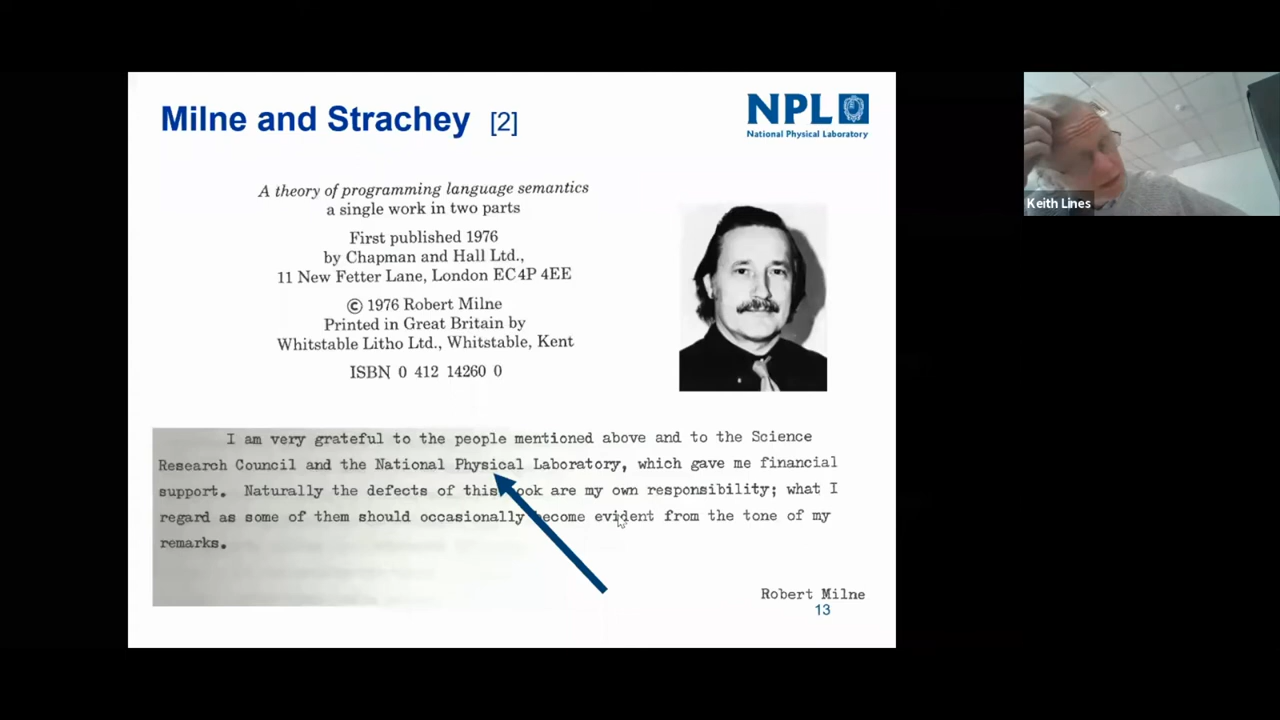 Milne and Strachey [2]
NPL
National Physical Laboratory
A theory of programming language semantics
a single work in two parts
First published 1976
by Chapman and Hall Ltd.,
11 New Fetter Lane, London EC4P 4EE
© 1976 Robert Milne
Printed in Great Britain by
Whitstable Litho Ltd., Whitstable, Kent
ISBN 0 412 14260 0
I am very grateful to the people mentioned above and to the Science
Research Council and the National Physical Laboratory, which gave me financial
support. Naturally the defects of this ook are my own responsibility; what I
regard as some of them should occasionally become evident from the tone of my
remarks.
Robert Milne
13
Keith Lines